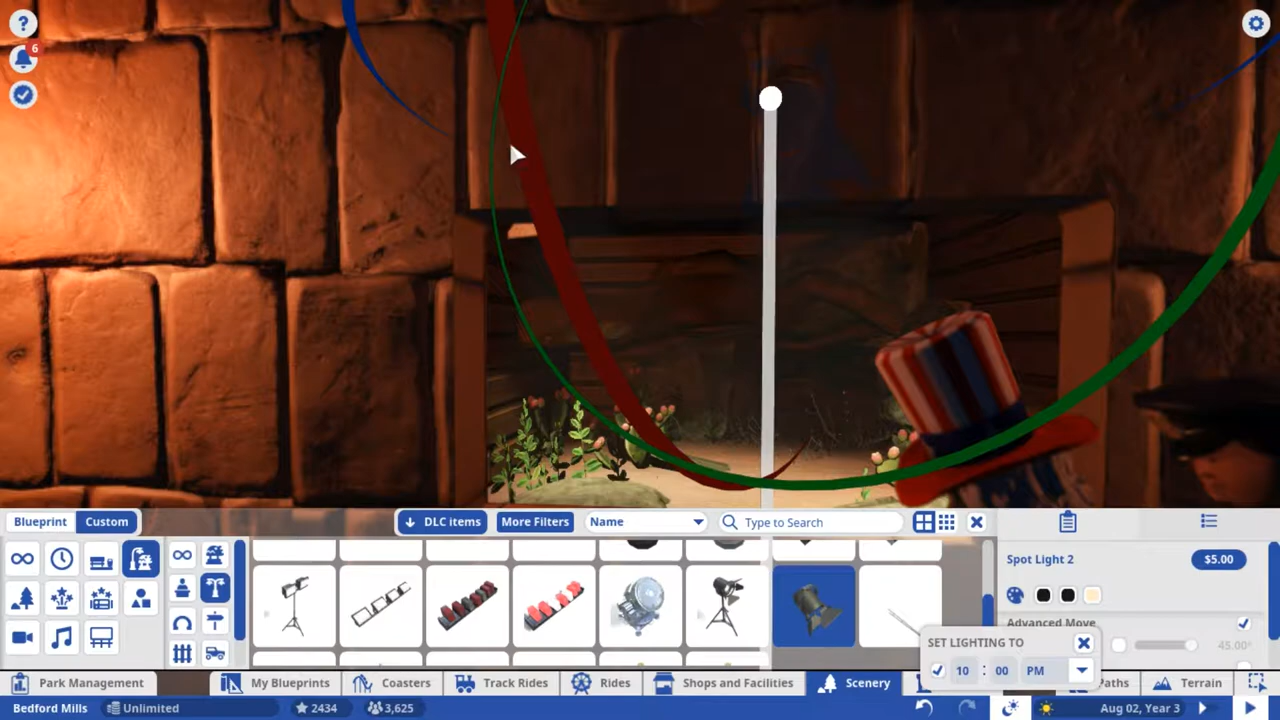 ?
6
Blueprint Custom
DLC items
More Filters
Name
Type to Search
Spot Light 2
$5.00
Advanced Move
45.00°
SET LIGHTING TO
10 : 00 PM
Park Management
My Blueprints
Coasters
Track Rides
Rides
Shops and Facilities
Scenery
Paths
Terrain
Bedford Mills
Unlimited
2434
3,625
Aug 02, Year 3